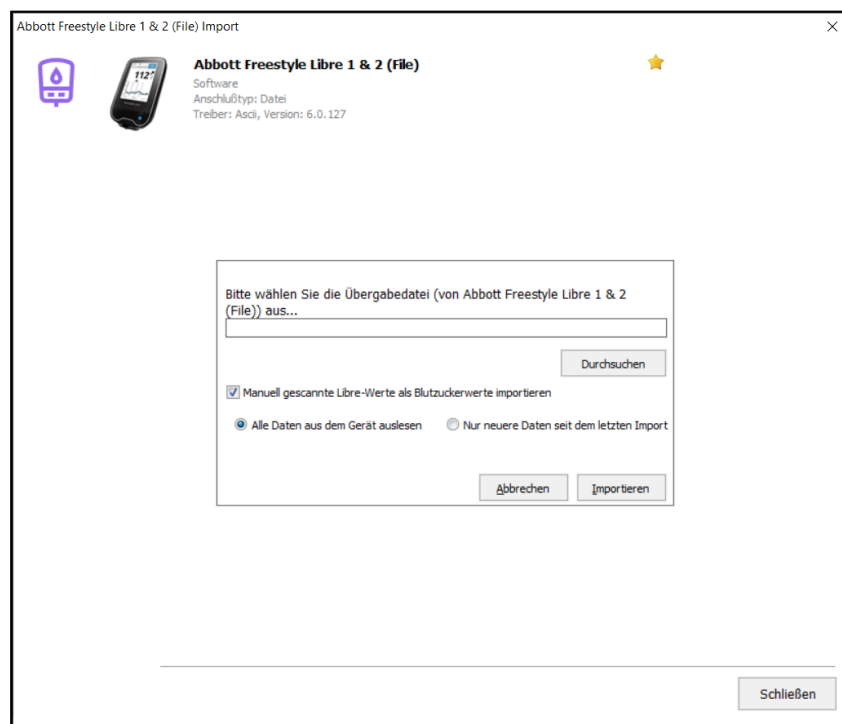 Abbott Freestyle Libre 1 & 2 (File) Import
Abbott Freestyle Libre 1 & 2 (File)
Software
Anschlußtyp: Datei
Treiber: Ascii, Version: 6.0.127
112
Bitte wählen Sie die Übergabedatei (von Abbott Freestyle Libre 1 & 2
(File)) aus...
Durchsuchen
Manuell gescannte Libre-Werte als Blutzuckerwerte importieren
Alle Daten aus dem Gerät auslesen
Nur neuere Daten seit dem letzten Import
Abbrechen
Importieren
Schließen